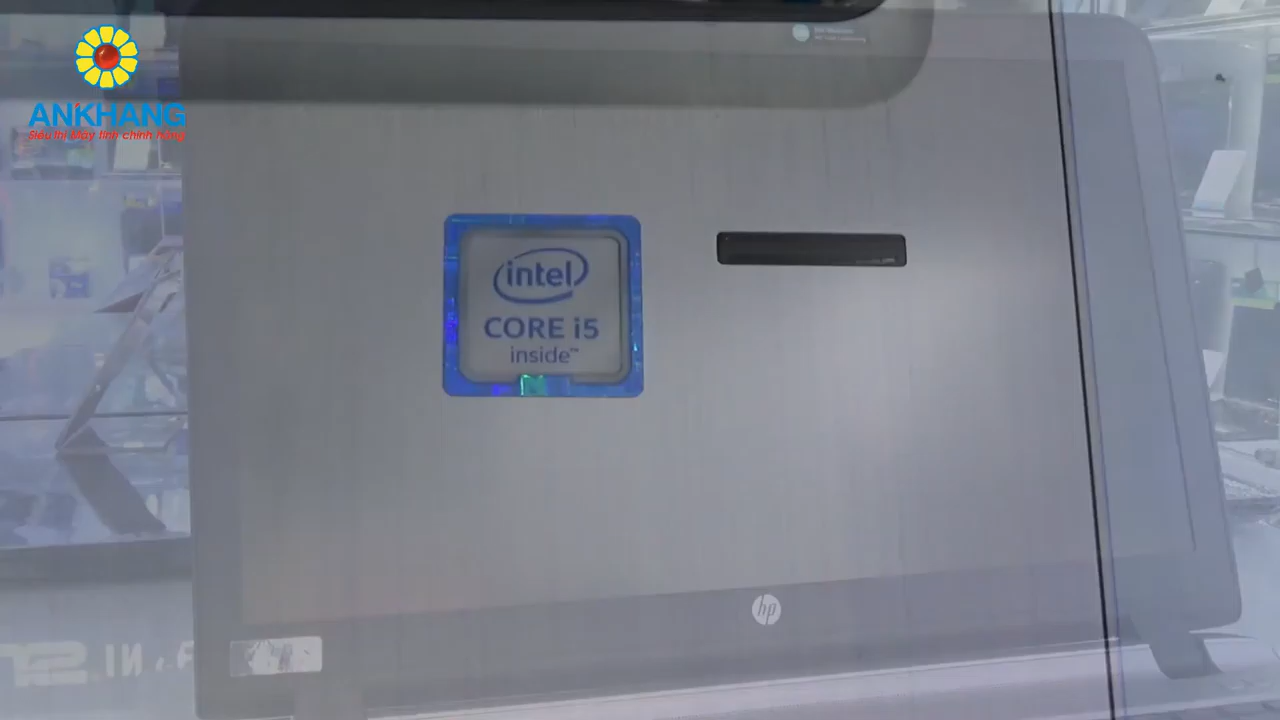 ANKHANG
Siêu thị Máy tính chính hãng
intel
CORE i5
inside™
hp